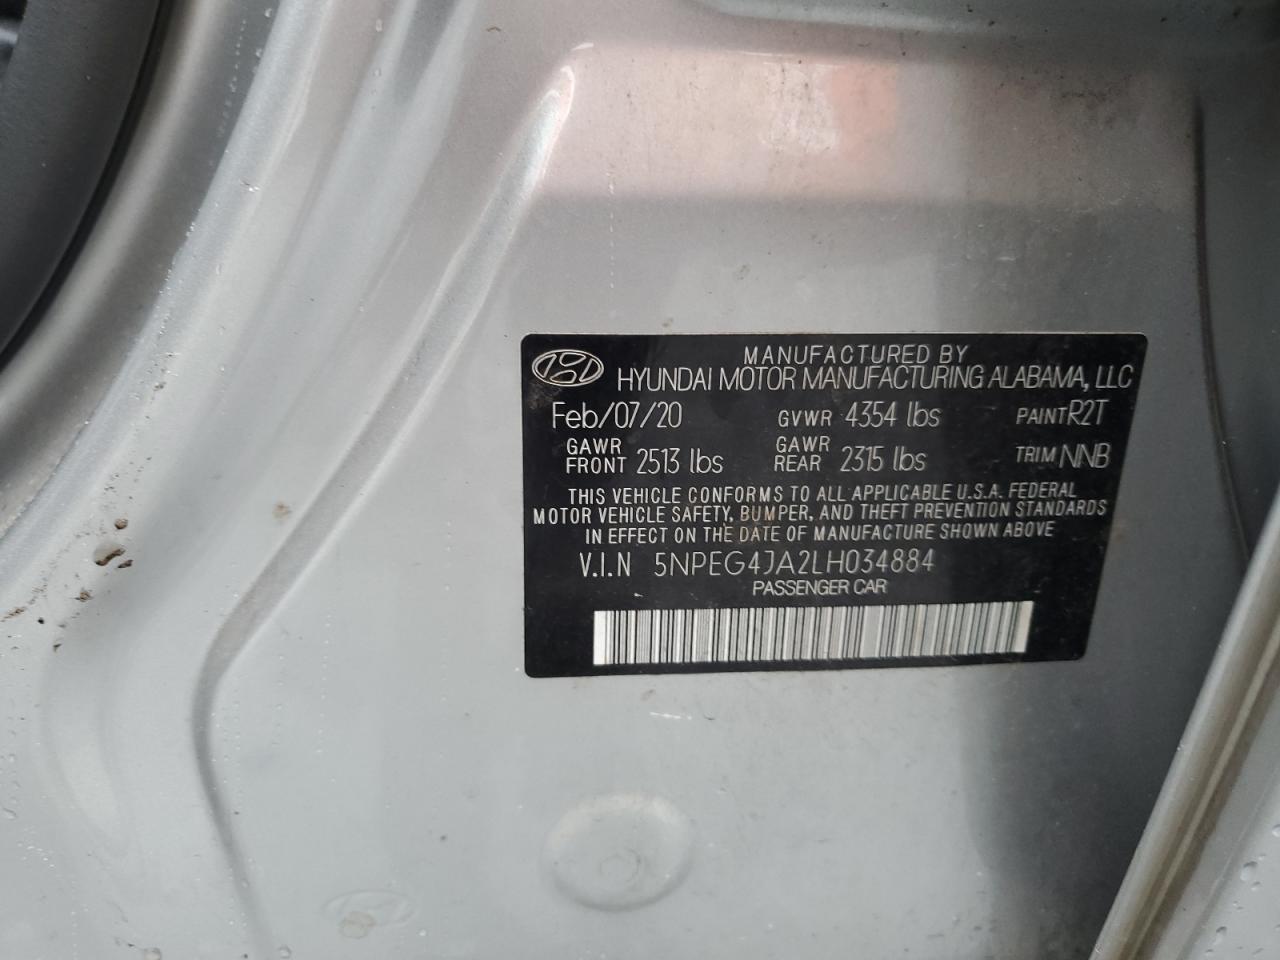 MANUFACTURED BY
HYUNDAI MOTOR MANUFACTURING ALABAMA, LLC
Feb/07/20 GVWR 4354 lbs PAINT R2T
GAWR FRONT 2513 lbs GAWR REAR 2315 lbs TRIM NNB
THIS VEHICLE CONFORMS TO ALL APPLICABLE U.S.A. FEDERAL
MOTOR VEHICLE SAFETY, BUMPER, AND THEFT PREVENTION STANDARDS
IN EFFECT ON THE DATE OF MANUFACTURE SHOWN ABOVE
V.I.N 5NPEG4JA2LH034884
PASSENGER CAR